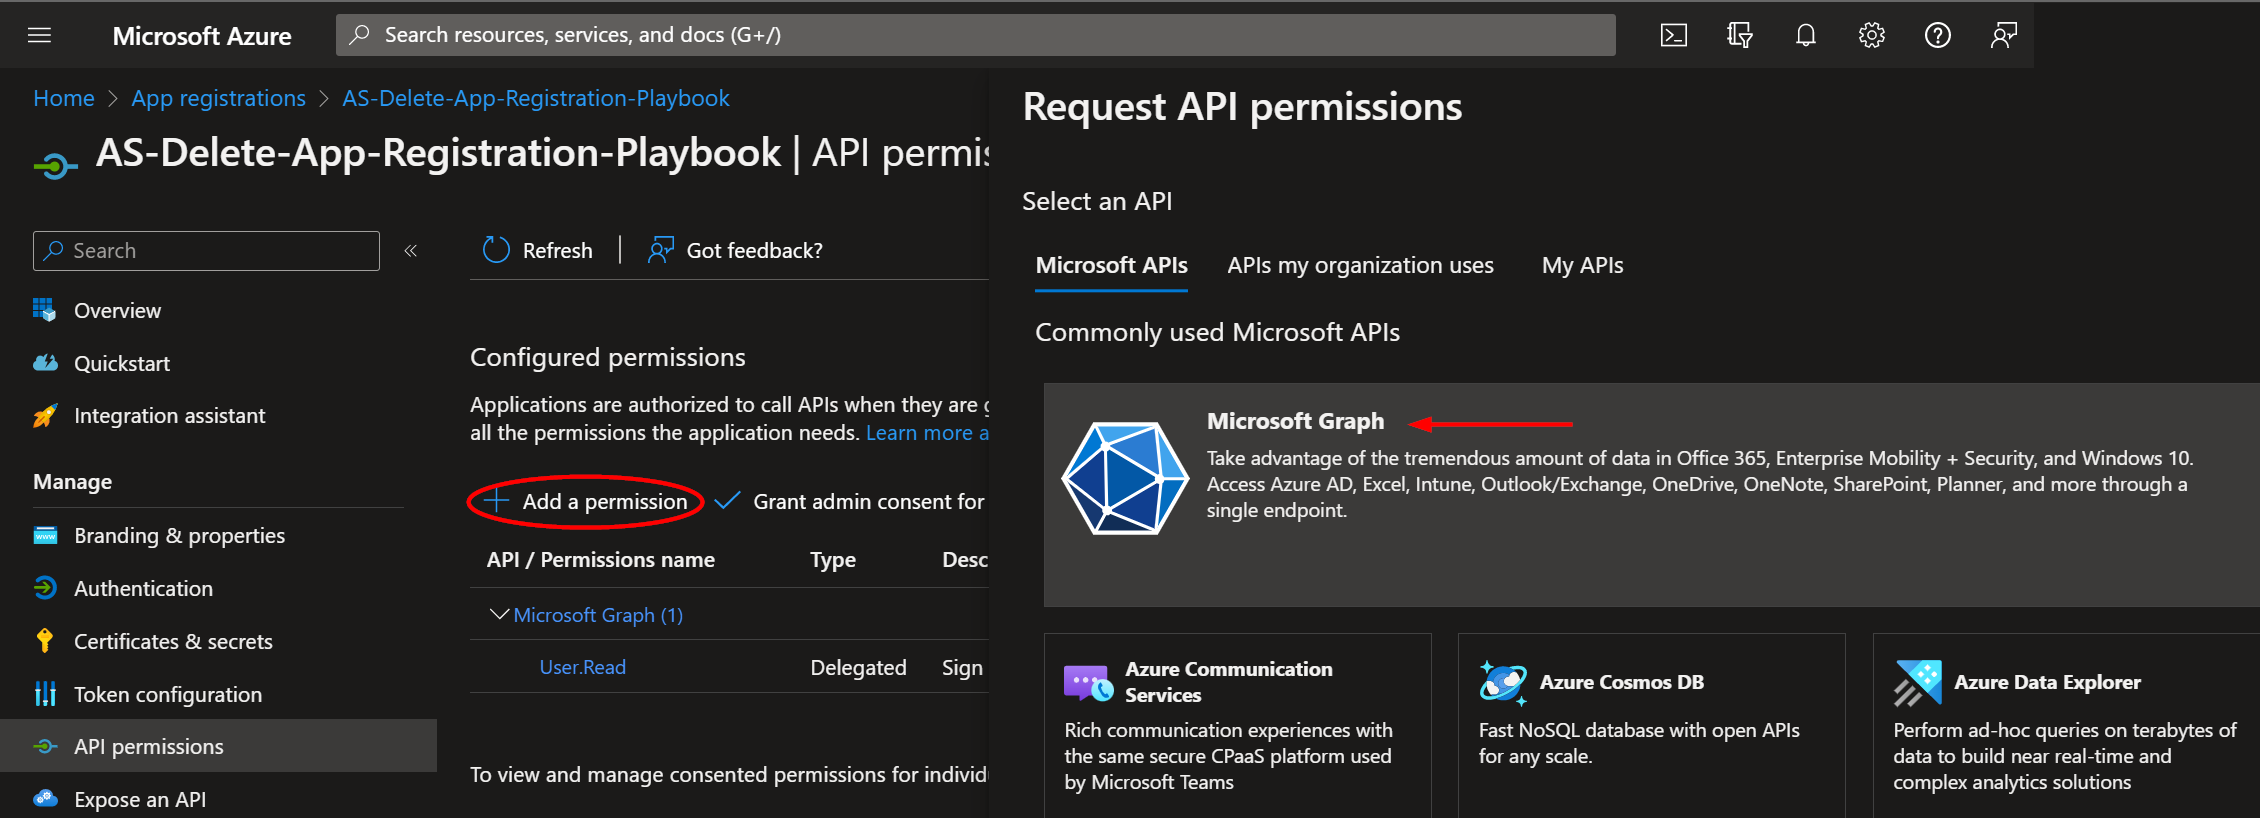 Microsoft Azure
Search resources, services, and docs (G+/)
Home > App registrations > AS-Delete-App-Registration-Playbook
AS-Delete-App-Registration-Playbook | API permis
Search
«
Overview
Quickstart
Integration assistant
Manage
Branding & properties
Authentication
Certificates & secrets
Token configuration
API permissions
Expose an API
Refresh | Got feedback?
Configured permissions
Applications are authorized to call APIs when they are g
all the permissions the application needs. Learn more a
Add a permission
Grant admin consent for
API / Permissions name Type Desc
Microsoft Graph (1)
User.Read Delegated Sign
To view and manage consented permissions for individu
Request API permissions
Select an API
Microsoft APIs APIs my organization uses My APIs
Commonly used Microsoft APIs
Microsoft Graph
Take advantage of the tremendous amount of data in Office 365, Enterprise Mobility + Security, and Windows 10.
Access Azure AD, Excel, Intune, Outlook/Exchange, OneDrive, OneNote, SharePoint, Planner, and more through a
single endpoint.
Azure Communication
Services
Rich communication experiences with
the same secure CPaaS platform used
by Microsoft Teams
Azure Cosmos DB
Fast NoSQL database with open APIs
for any scale.
Azure Data Explorer
Perform ad-hoc queries on terabytes of
data to build near real-time and
complex analytics solutions